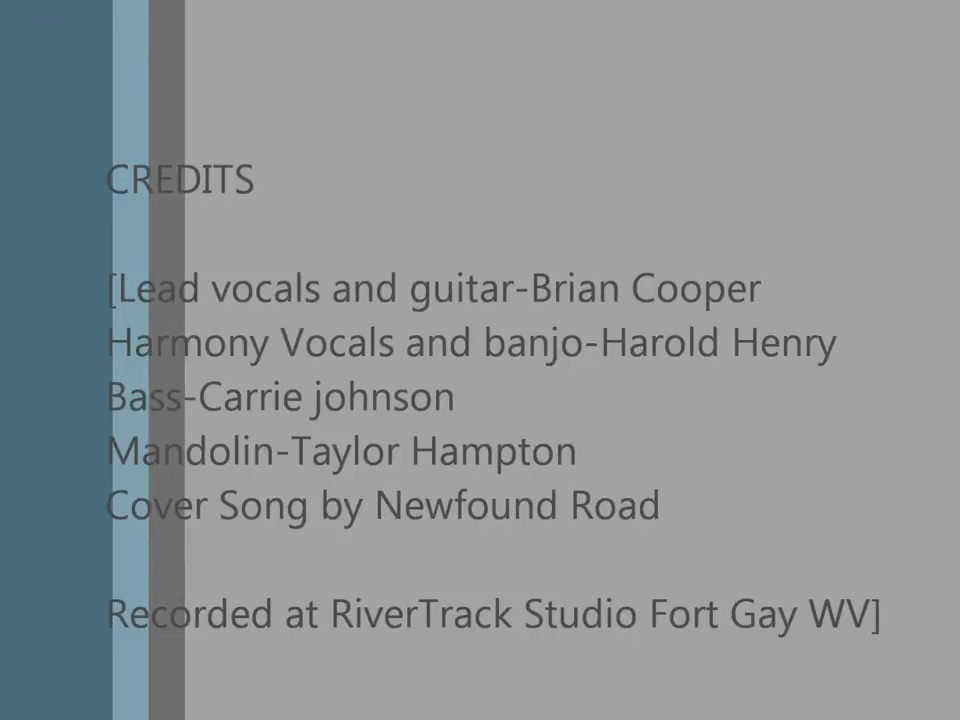 CREDITS
[Lead vocals and guitar-Brian Cooper
Harmony Vocals and banjo-Harold Henry
Bass-Carrie johnson
Mandolin-Taylor Hampton
Cover Song by Newfound Road
Recorded at RiverTrack Studio Fort Gay WV]